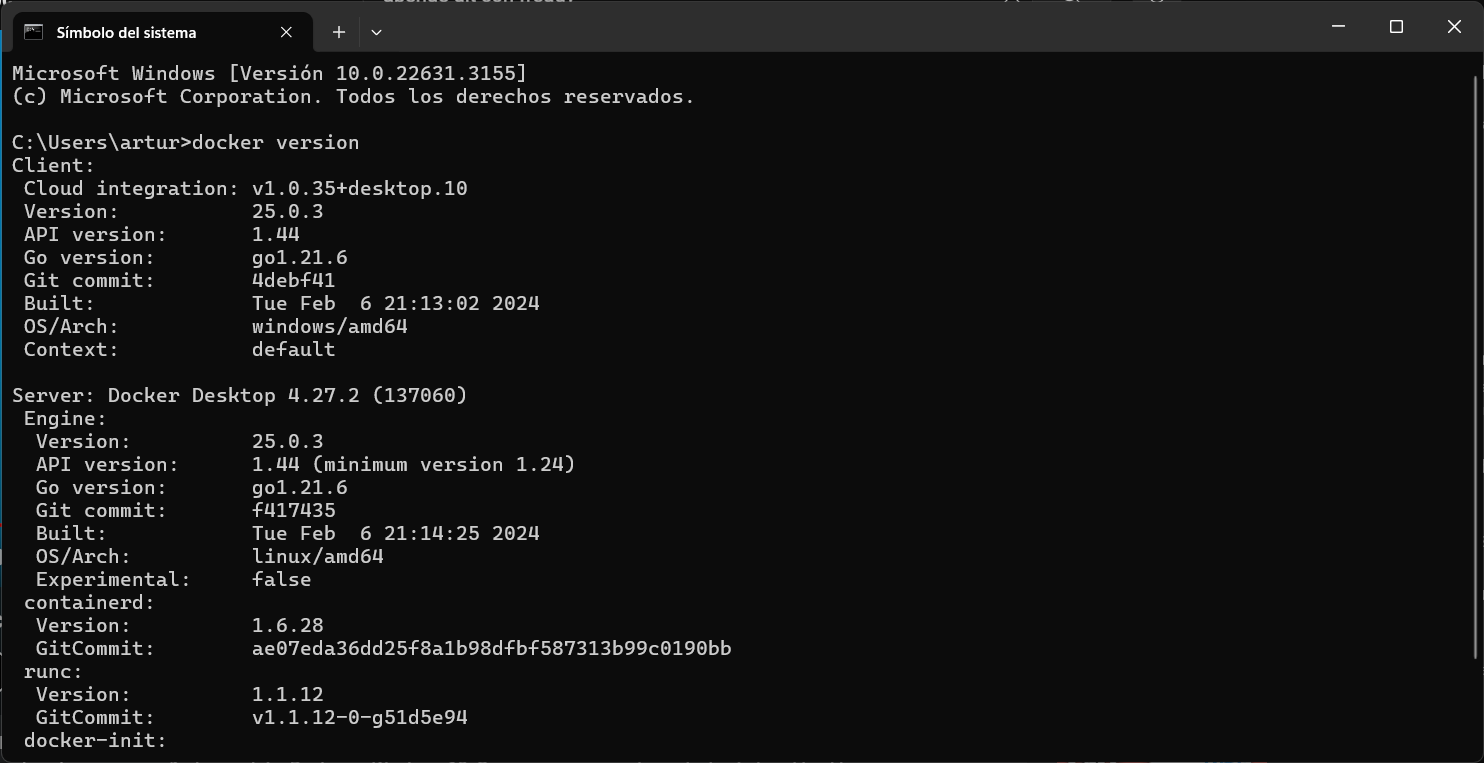 Símbolo del sistema
Microsoft Windows [Versión 10.0.22631.3155]
(c) Microsoft Corporation. Todos los derechos reservados.
C:\Users\artur>docker version
Client:
 Cloud integration: v1.0.35+desktop.10
 Version:           25.0.3
 API version:       1.44
 Go version:        go1.21.6
 Git commit:        4debf41
 Built:             Tue Feb  6 21:13:02 2024
 OS/Arch:           windows/amd64
 Context:           default
Server: Docker Desktop 4.27.2 (137060)
 Engine:
  Version:          25.0.3
  API version:      1.44 (minimum version 1.24)
  Go version:       go1.21.6
  Git commit:       f417435
  Built:            Tue Feb  6 21:14:25 2024
  OS/Arch:          linux/amd64
  Experimental:     false
 containerd:
  Version:          1.6.28
  GitCommit:        ae07eda36dd25f8a1b98dfbf587313b99c0190bb
 runc:
  Version:          1.1.12
  GitCommit:        v1.1.12-0-g51d5e94
 docker-init: